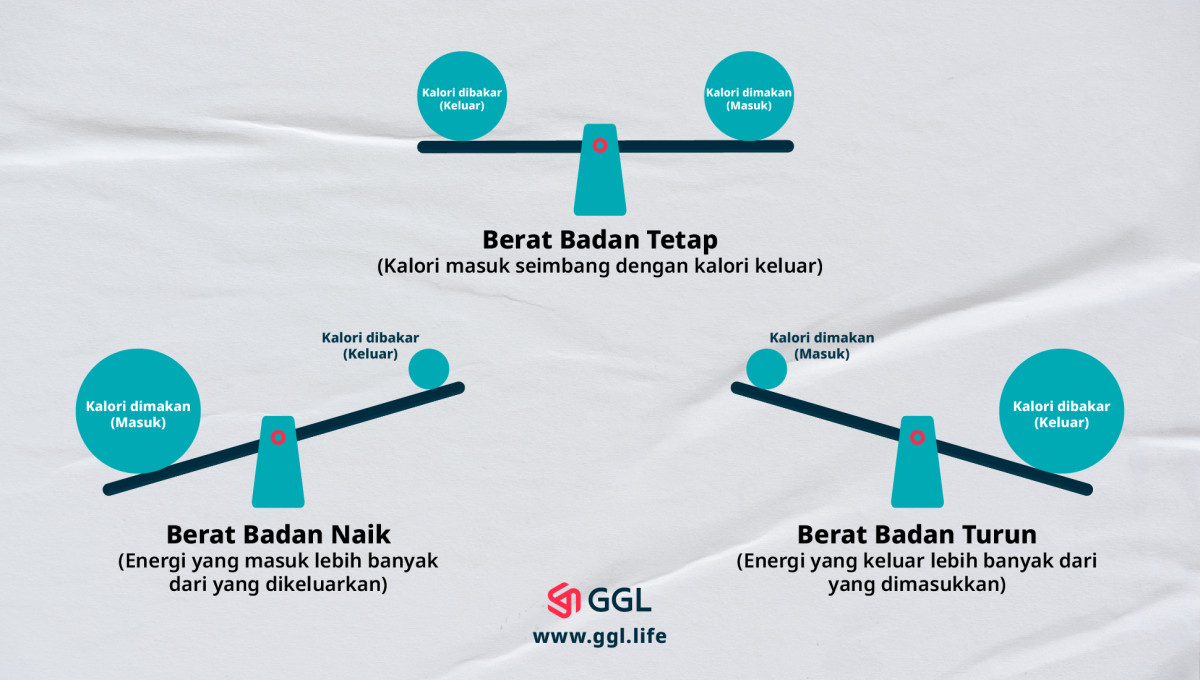 Kalori dibakar
(Keluar)
Kalori dimakan
(Masuk)
Berat Badan Tetap
(Kalori masuk seimbang dengan kalori keluar)
Kalori dibakar
(Keluar)
Kalori dimakan
(Masuk)
Berat Badan Naik
(Energi yang masuk lebih banyak
dari yang dikeluarkan)
Kalori dimakan
(Masuk)
Kalori dibakar
(Keluar)
Berat Badan Turun
(Energi yang keluar lebih banyak dari
yang dimasukkan)
GGL
www.ggl.life